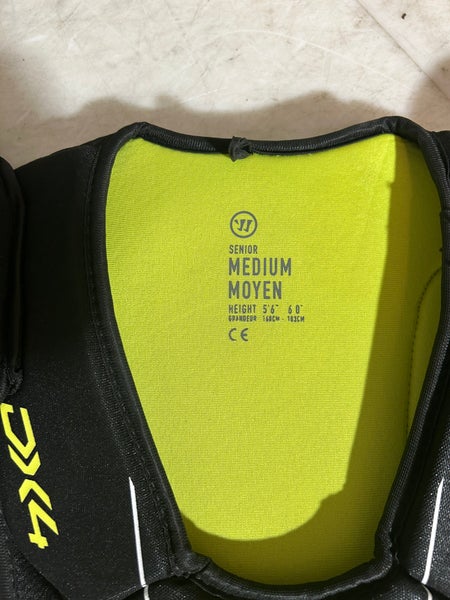 SENIOR
MEDIUM
MOYEN
HEIGHT 5'6" 6'0"
GRANDEUR 168CM - 183CM
CE